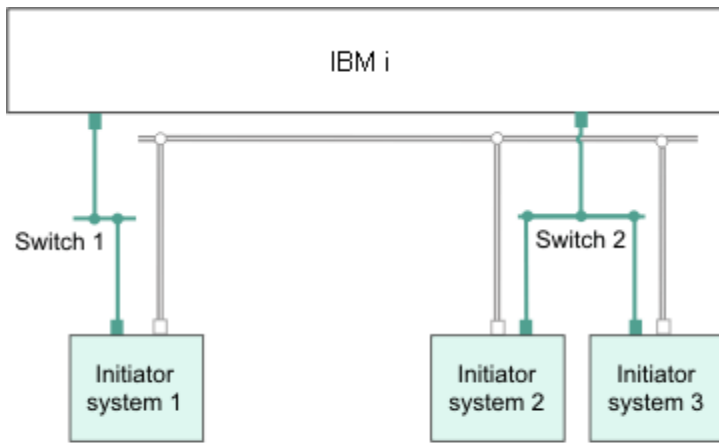 IBM i
Switch 1
Switch 2
Initiator
system 1
Initiator
system 2
Initiator
system 3